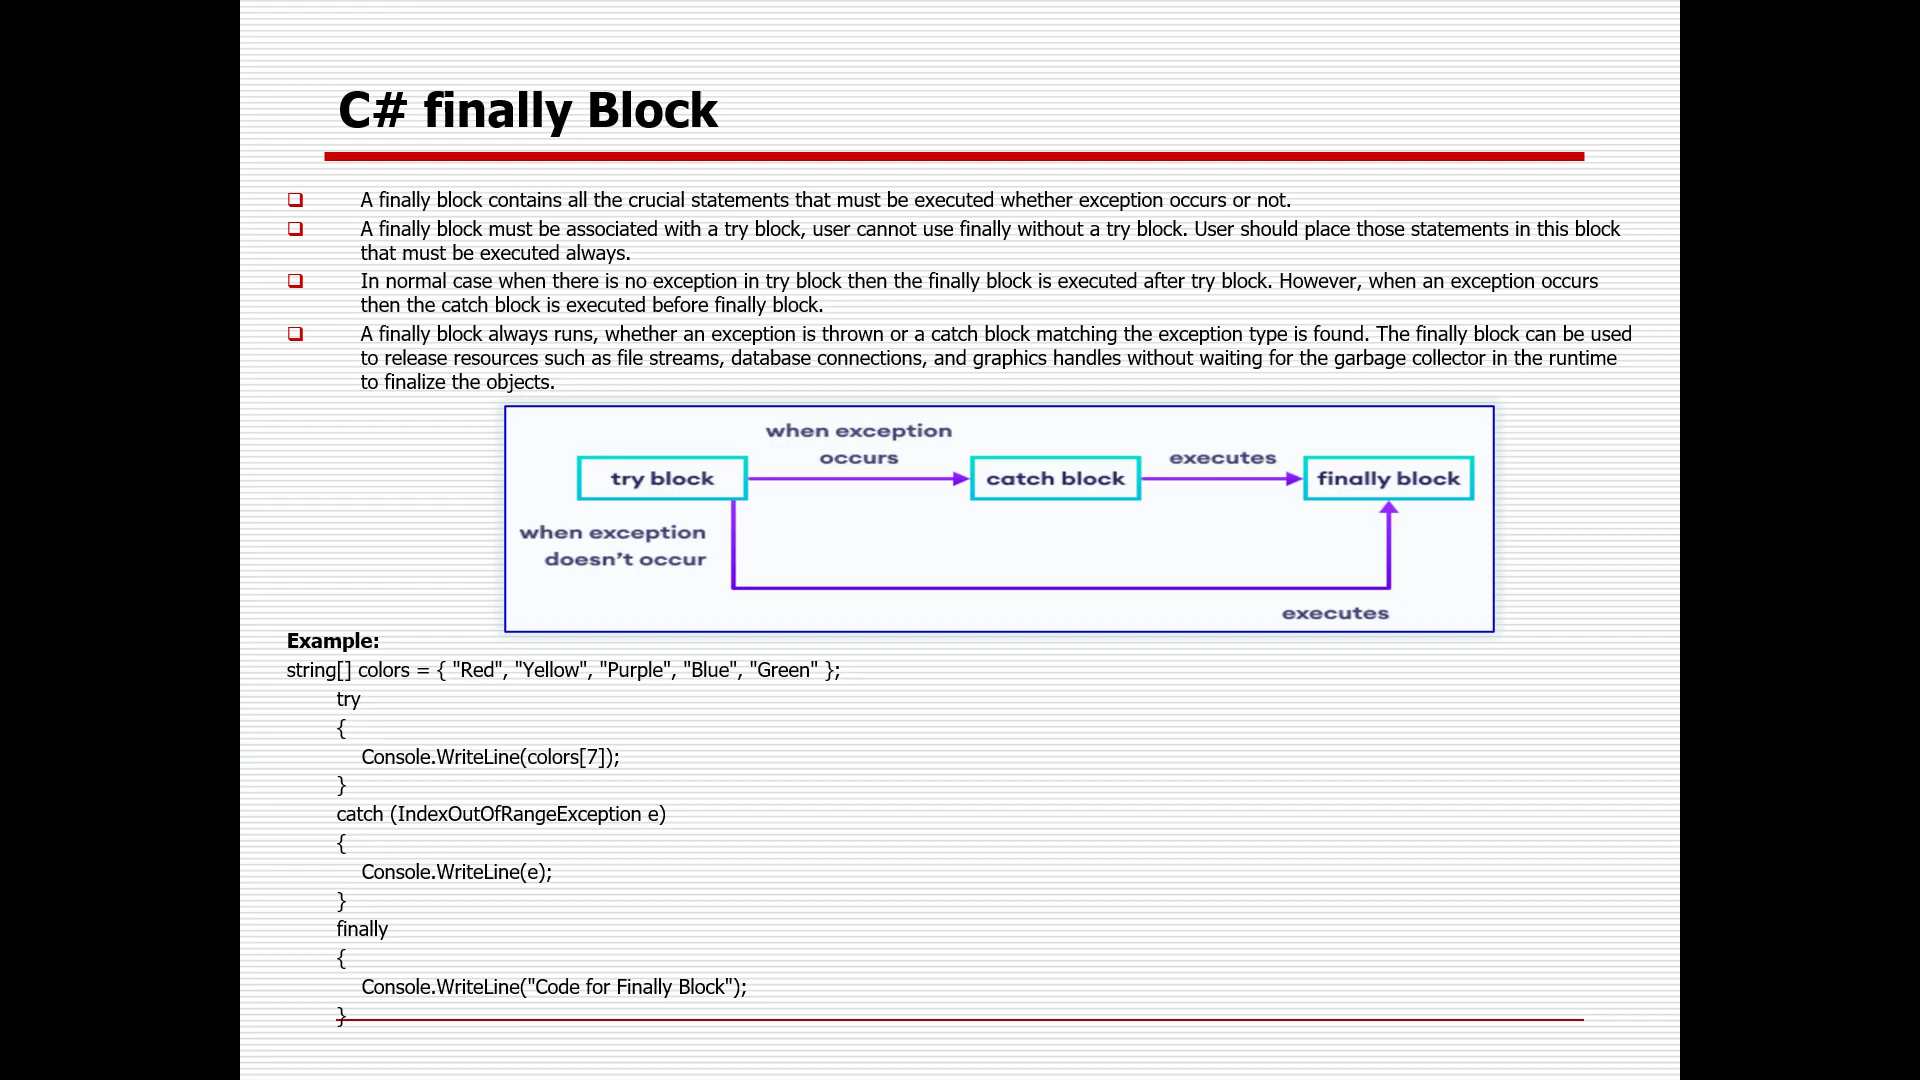 C# finally Block
A finally block contains all the crucial statements that must be executed whether exception occurs or not.
A finally block must be associated with a try block, user cannot use finally without a try block. User should place those statements in this block
that must be executed always.
In normal case when there is no exception in try block then the finally block is executed after try block. However, when an exception occurs
then the catch block is executed before finally block.
A finally block always runs, whether an exception is thrown or a catch block matching the exception type is found. The finally block can be used
to release resources such as file streams, database connections, and graphics handles without waiting for the garbage collector in the runtime
to finalize the objects.
when exception
occurs
executes
try block
catch block
finally block
when exception
doesn't occur
executes
Example:
string[] colors = { "Red", "Yellow", "Purple", "Blue", "Green" };
try
{
Console.WriteLine(colors[7]);
}
catch (IndexOutOfRangeException e)
{
Console.WriteLine(e);
}
finally
{
Console.WriteLine("Code for Finally Block");
}